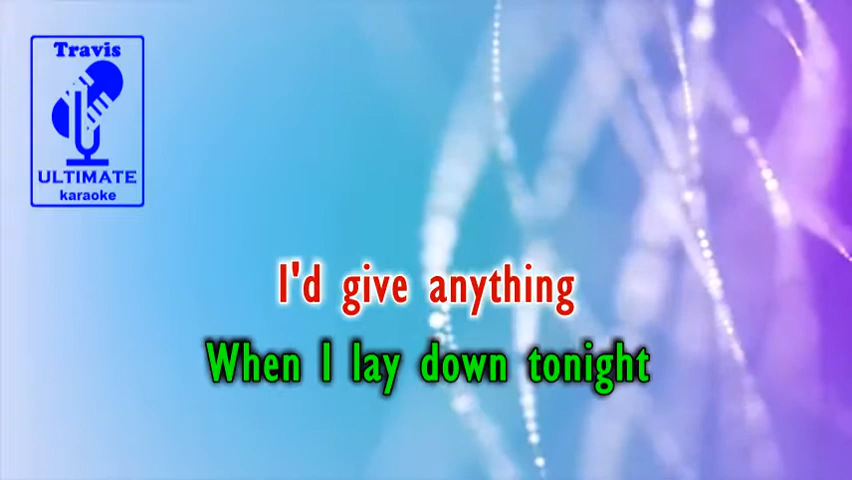 Travis
ULTIMATE
karaoke
I'd give anything
When I lay down tonight